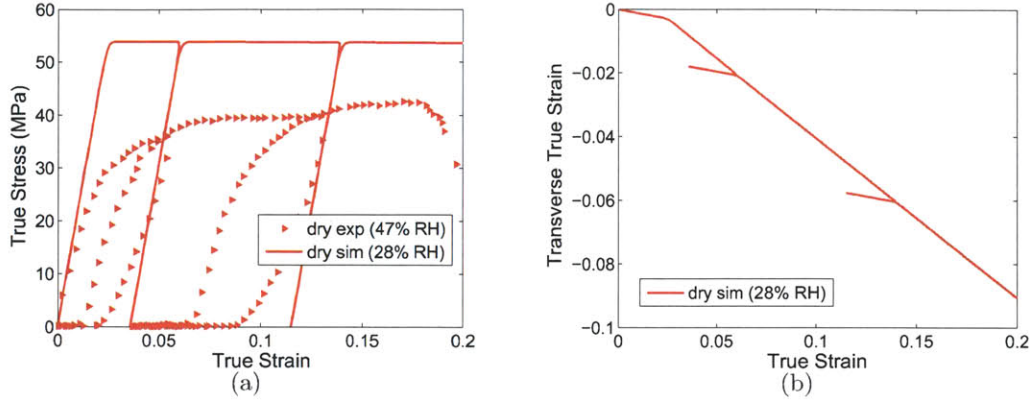 60
50
40
30
20
10
0
True Stress (MPa)
dry exp (47% RH)
dry sim (28% RH)
0
0.05
0.1
0.15
0.2
True Strain
(a)
0
−0.02
−0.04
−0.06
−0.08
−0.1
Transverse True Strain
dry sim (28% RH)
0
0.05
0.1
0.15
0.2
True Strain
(b)